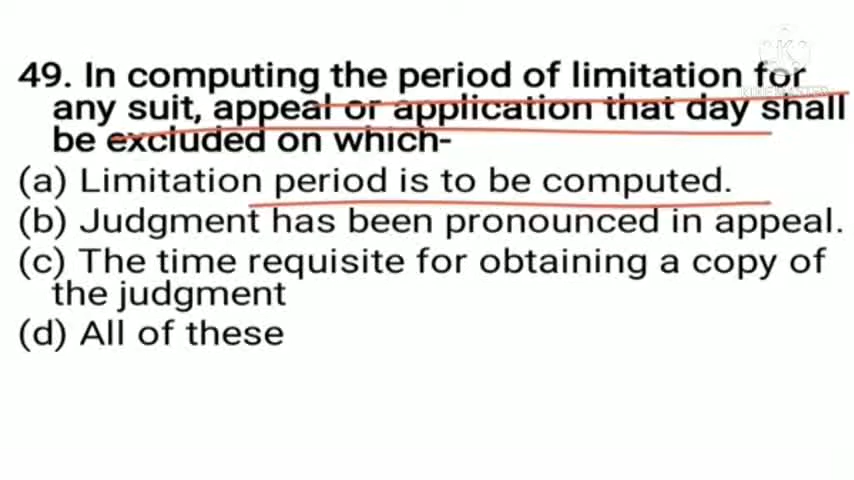 49. In computing the period of limitation for
any suit, appeal or application that day shall
be excluded on which-
(a) Limitation period is to be computed.
(b) Judgment has been pronounced in appeal.
(c) The time requisite for obtaining a copy of
the judgment
(d) All of these
K
KINEMASTER